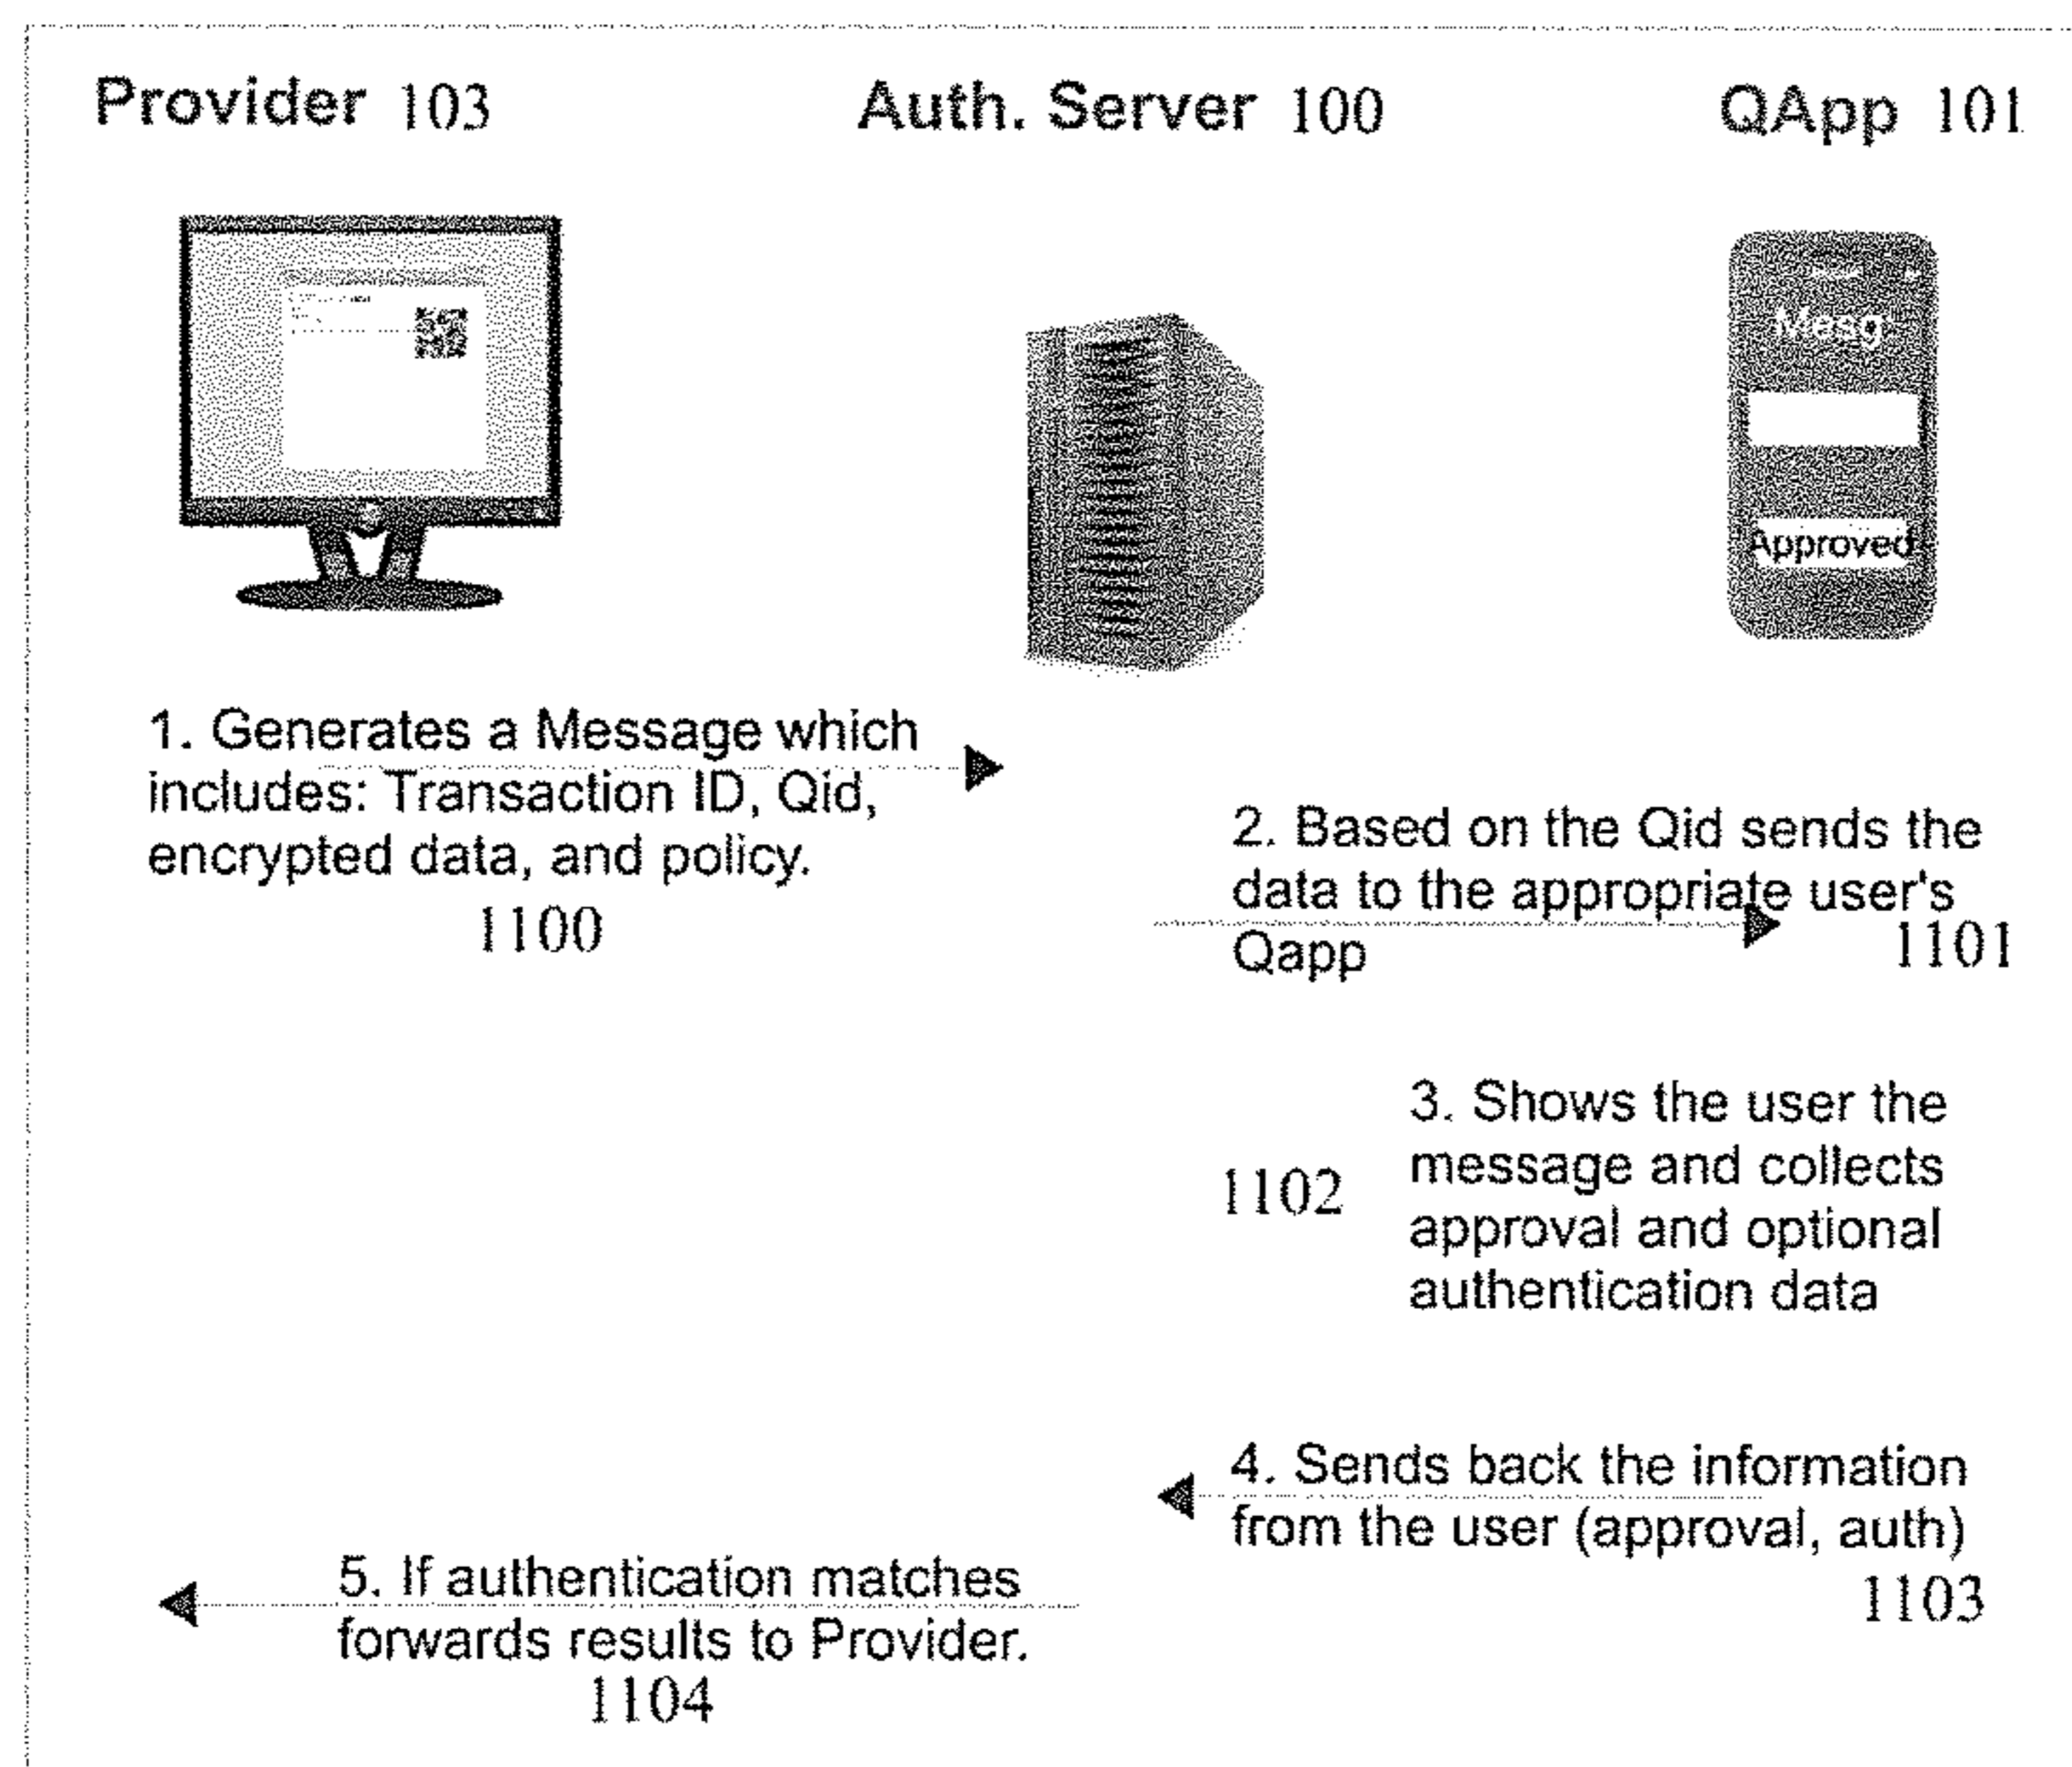 Provider 103
Auth. Server 100
QApp 101
Mesg
Approved
1. Generates a Message which
includes: Transaction ID, Qid,
encrypted data, and policy.
1100
2. Based on the Qid sends the
data to the appropriate user's
Qapp
1101
3. Shows the user the
message and collects
approval and optional
authentication data
1102
4. Sends back the information
from the user (approval, auth)
1103
5. If authentication matches
forwards results to Provider.
1104